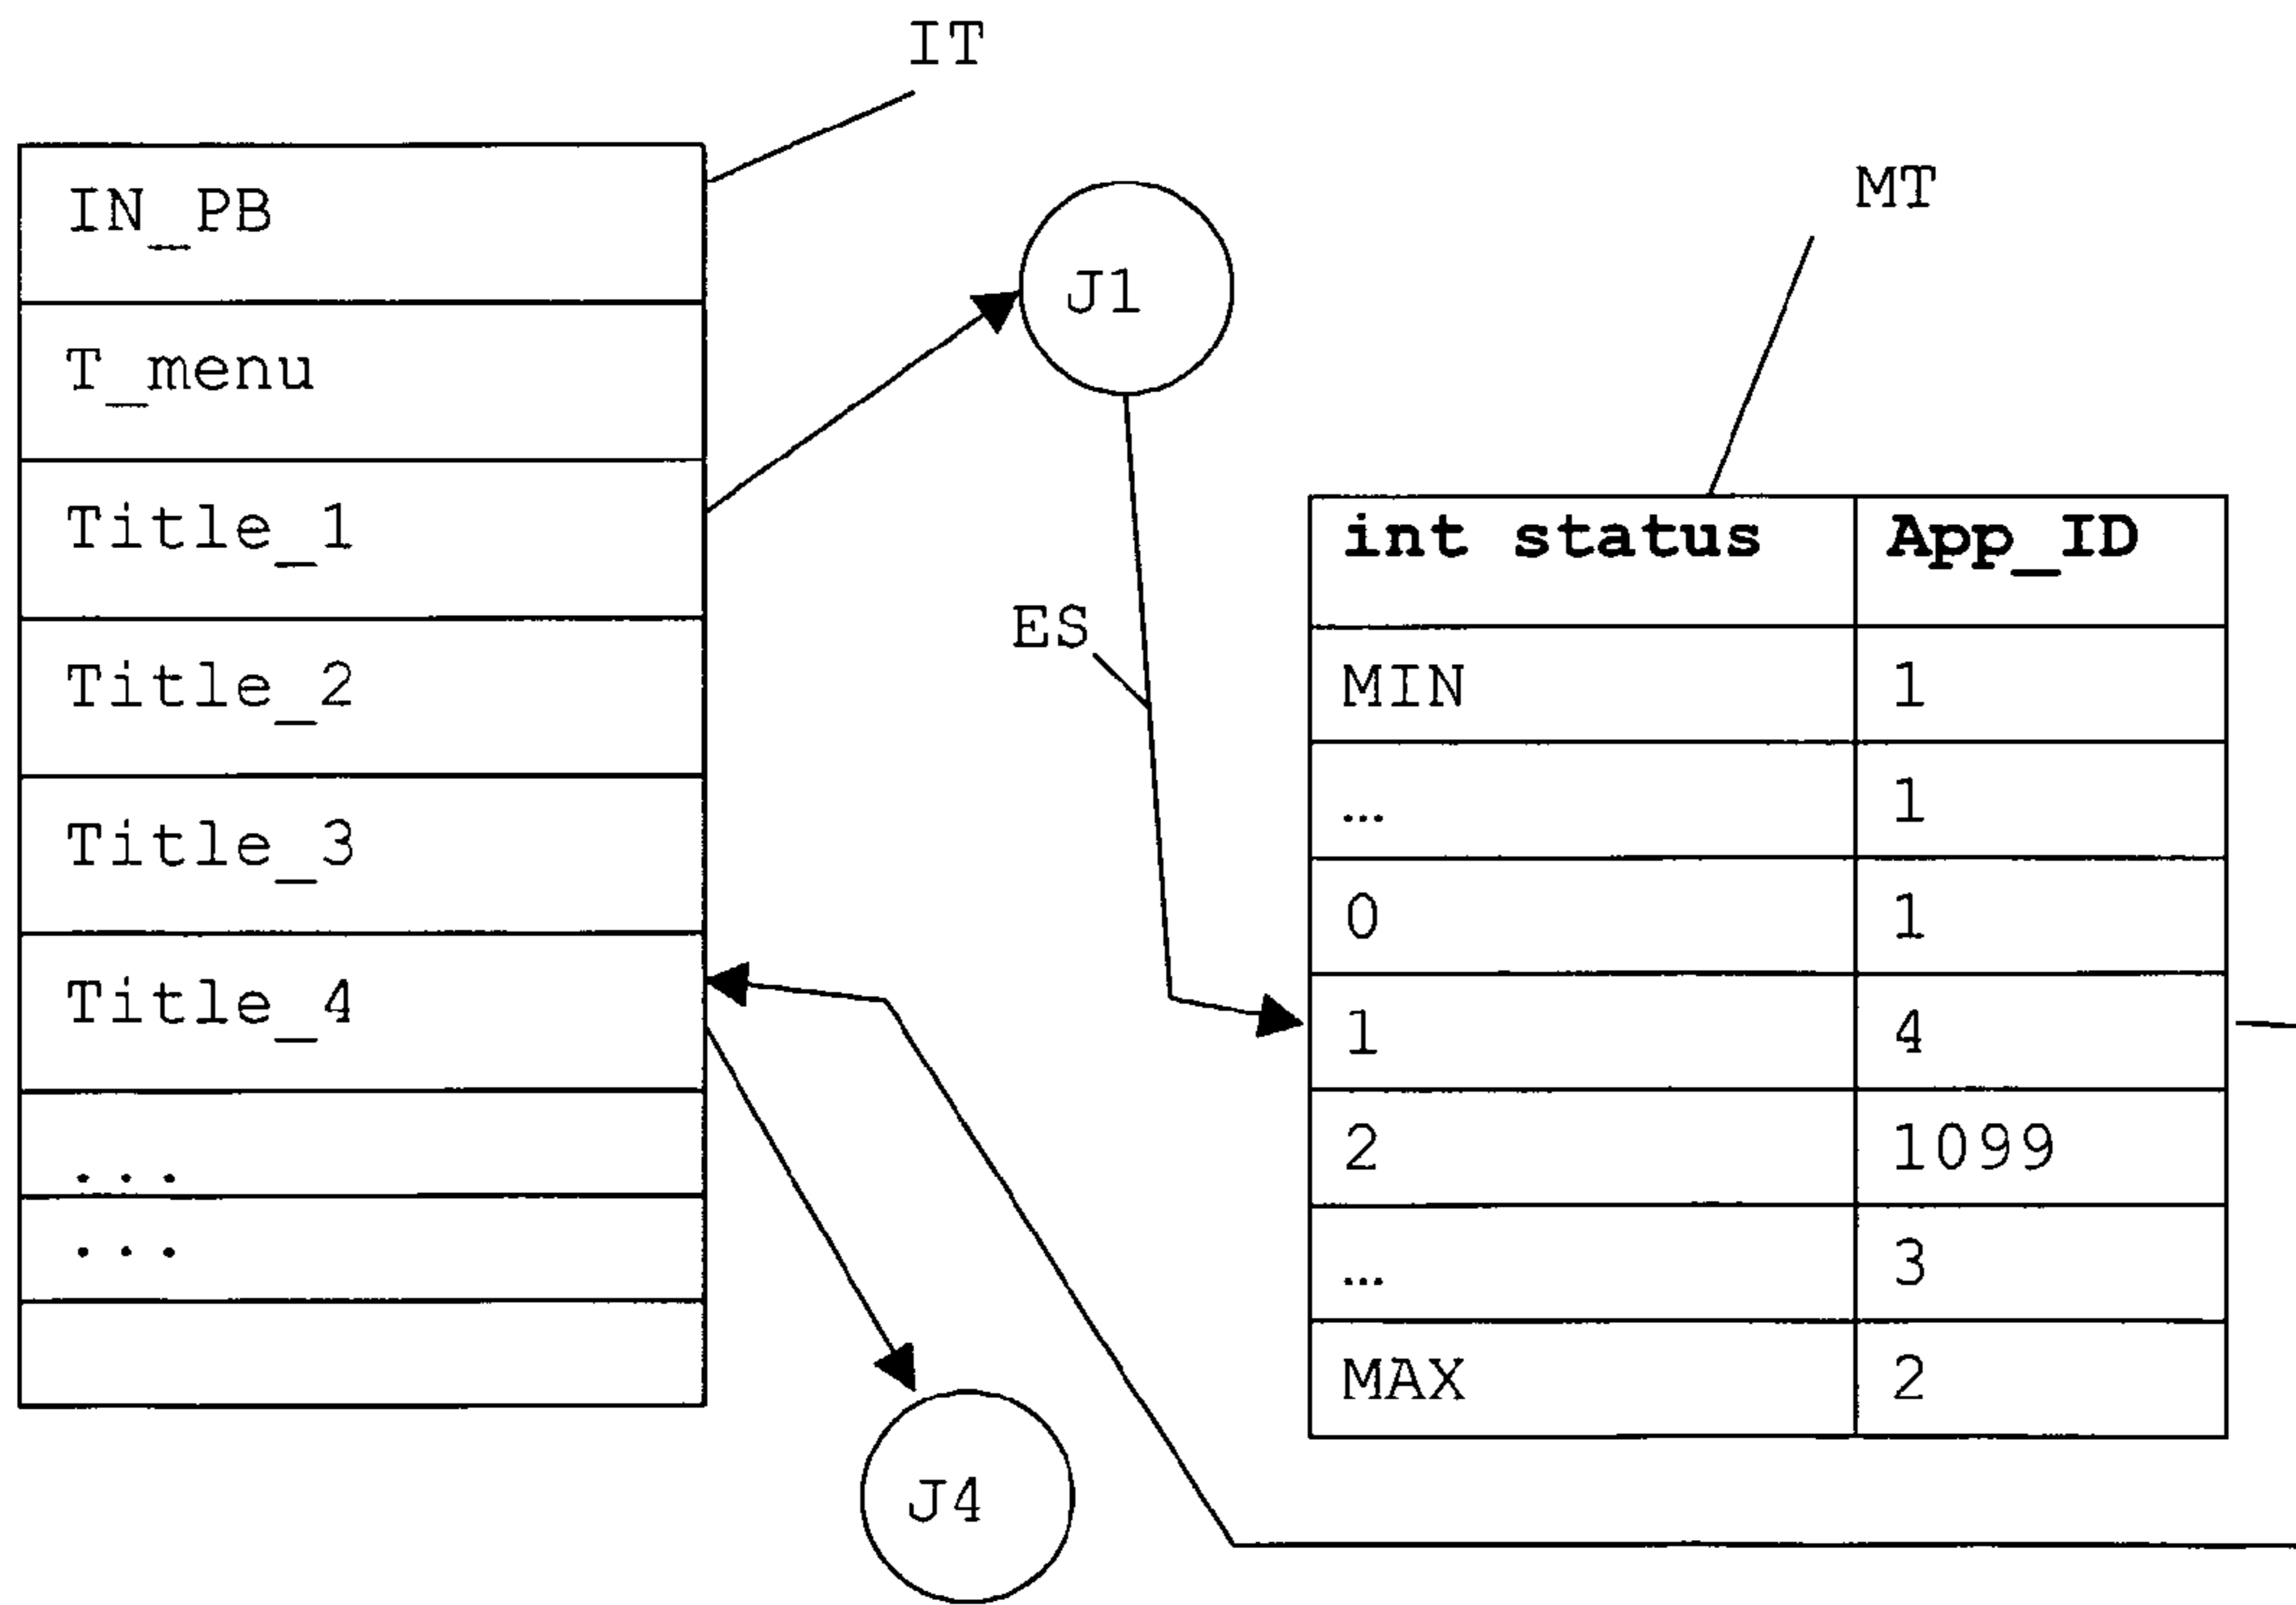 IT
IN_PB
T_menu
Title_1
Title_2
Title_3
Title_4
...
...
J1
ES
J4
MT
int status App_ID
MIN 1
... 1
0 1
1 4
2 1099
... 3
MAX 2